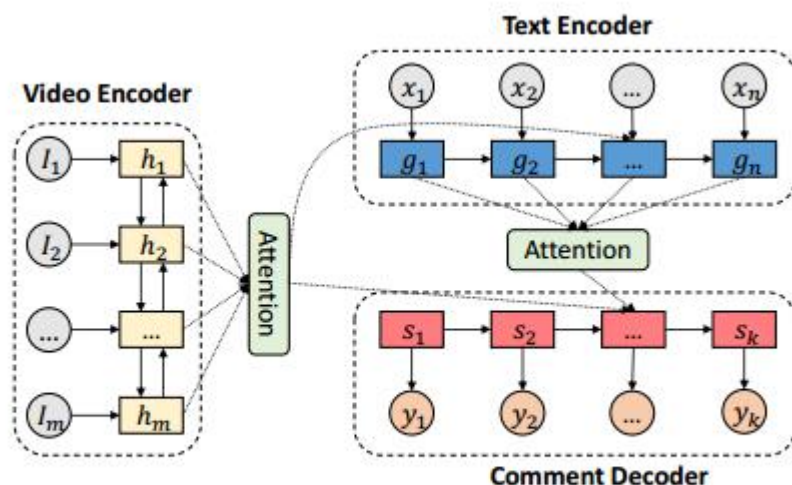 Text Encoder
x₁ x₂ ... xₙ
Video Encoder
g₁ g₂ ... gₙ
I₁ h₁
I₂ h₂
... ...
Iₘ hₘ
Attention
Attention
s₁ s₂ ... sₖ
y₁ y₂ ... yₖ
Comment Decoder